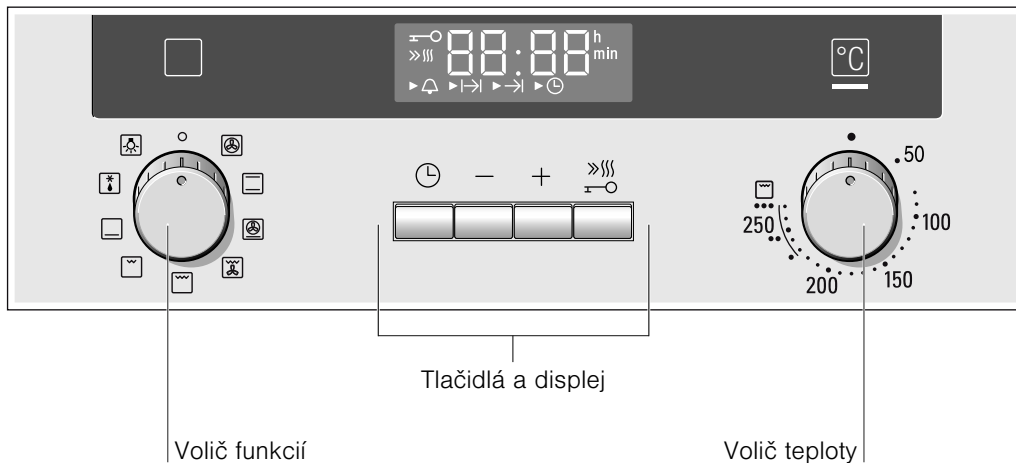 88:88 h
min
°C
50
100
150
200
250
Tlačidlá a displej
Volič funkcií
Volič teploty